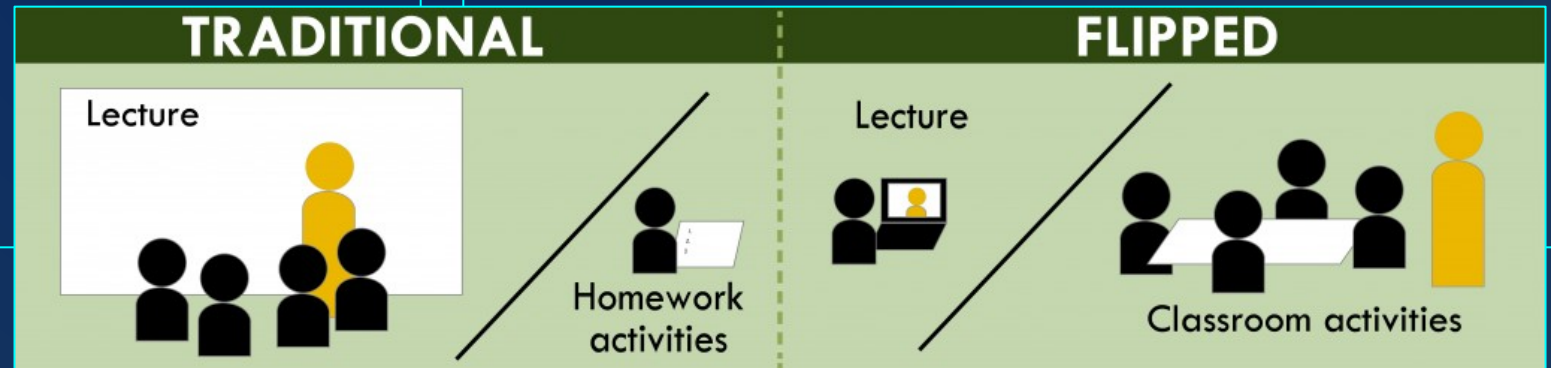 TRADITIONAL
Lecture
Homework
activities
FLIPPED
Lecture
Classroom activities